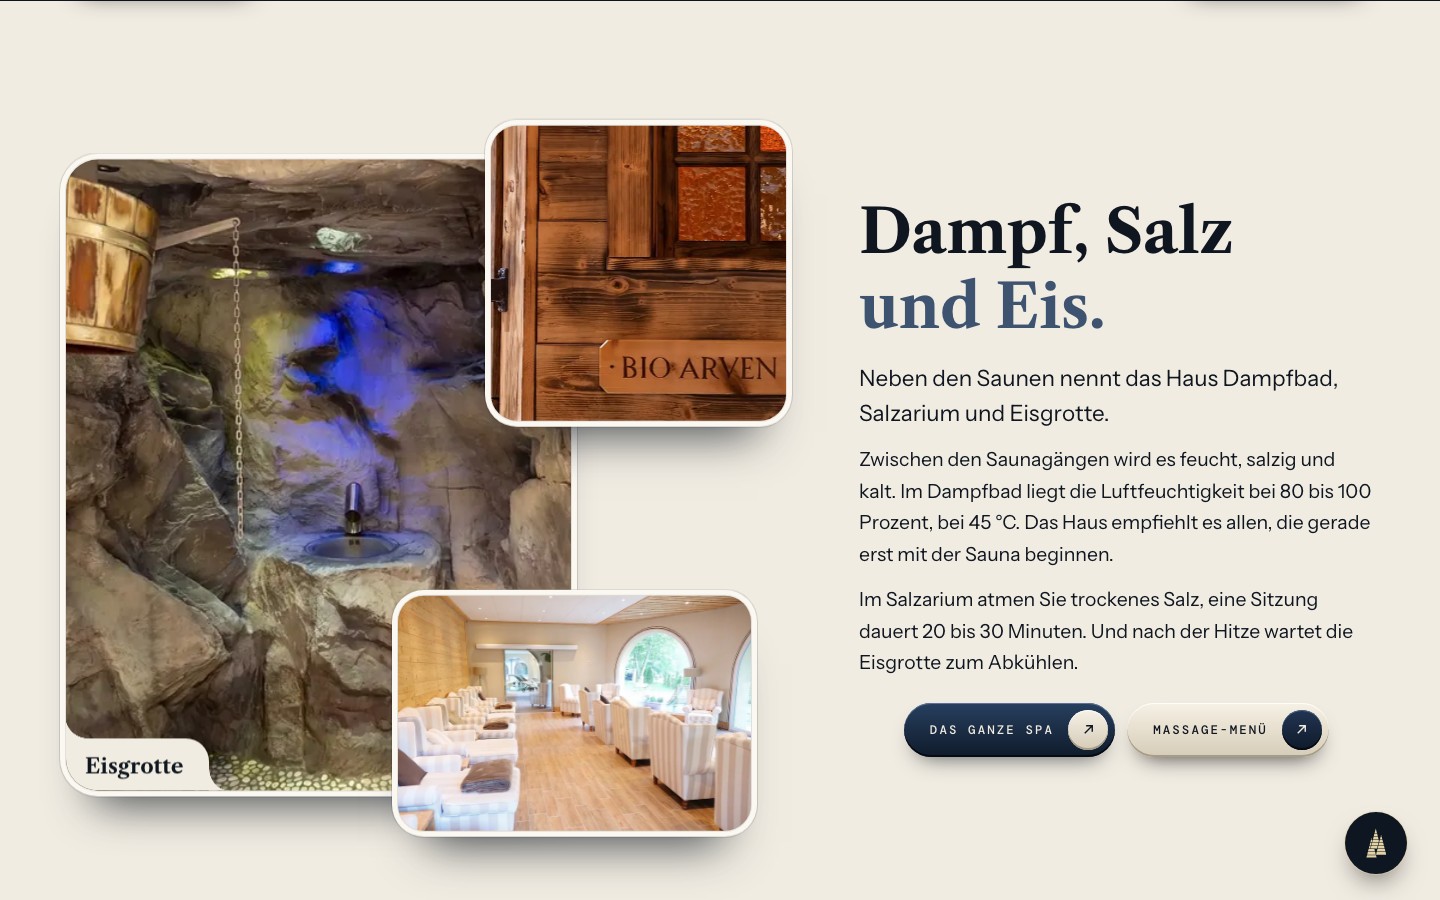 · BIO ARVEN
Eisgrotte
Dampf, Salz
und Eis.
Neben den Saunen nennt das Haus Dampfbad,
Salzarium und Eisgrotte.
Zwischen den Saunagängen wird es feucht, salzig und
kalt. Im Dampfbad liegt die Luftfeuchtigkeit bei 80 bis 100
Prozent, bei 45 °C. Das Haus empfiehlt es allen, die gerade
erst mit der Sauna beginnen.
Im Salzarium atmen Sie trockenes Salz, eine Sitzung
dauert 20 bis 30 Minuten. Und nach der Hitze wartet die
Eisgrotte zum Abkühlen.
DAS GANZE SPA
MASSAGE-MENÜ